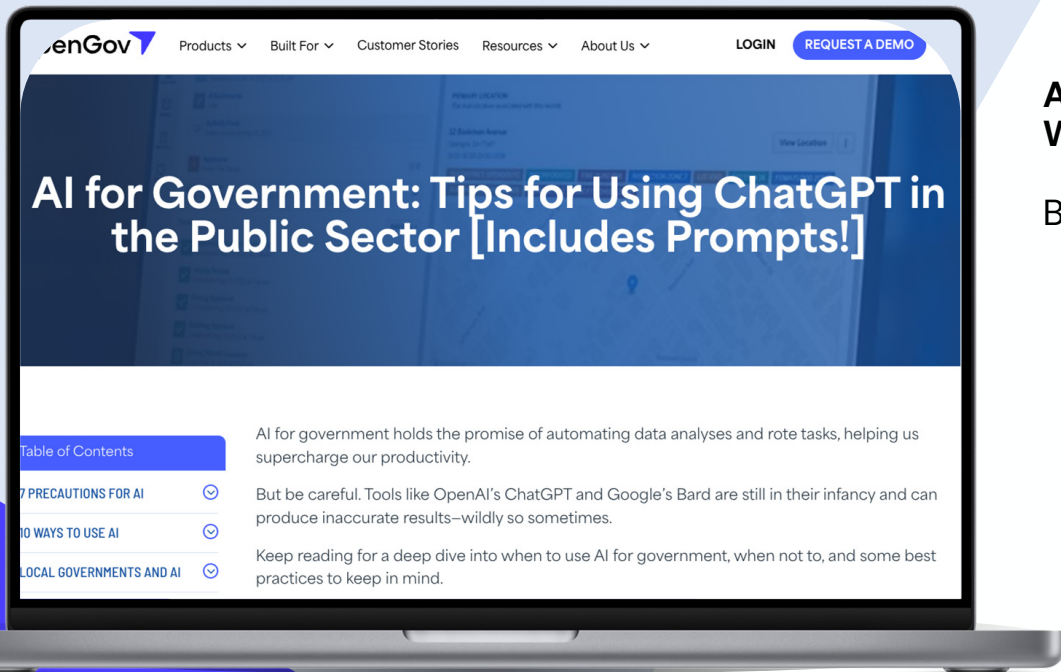 enGov
Products Built For Customer Stories Resources About Us LOGIN REQUEST A DEMO
PRIMARY LOCATION
View Location
AI for Government: Tips for Using ChatGPT in
the Public Sector [Includes Prompts!]
Table of Contents
7 PRECAUTIONS FOR AI
10 WAYS TO USE AI
LOCAL GOVERNMENTS AND AI
AI for government holds the promise of automating data analyses and rote tasks, helping us
supercharge our productivity.
But be careful. Tools like OpenAI's ChatGPT and Google's Bard are still in their infancy and can
produce inaccurate results—wildly so sometimes.
Keep reading for a deep dive into when to use AI for government, when not to, and some best
practices to keep in mind.
A
W
B